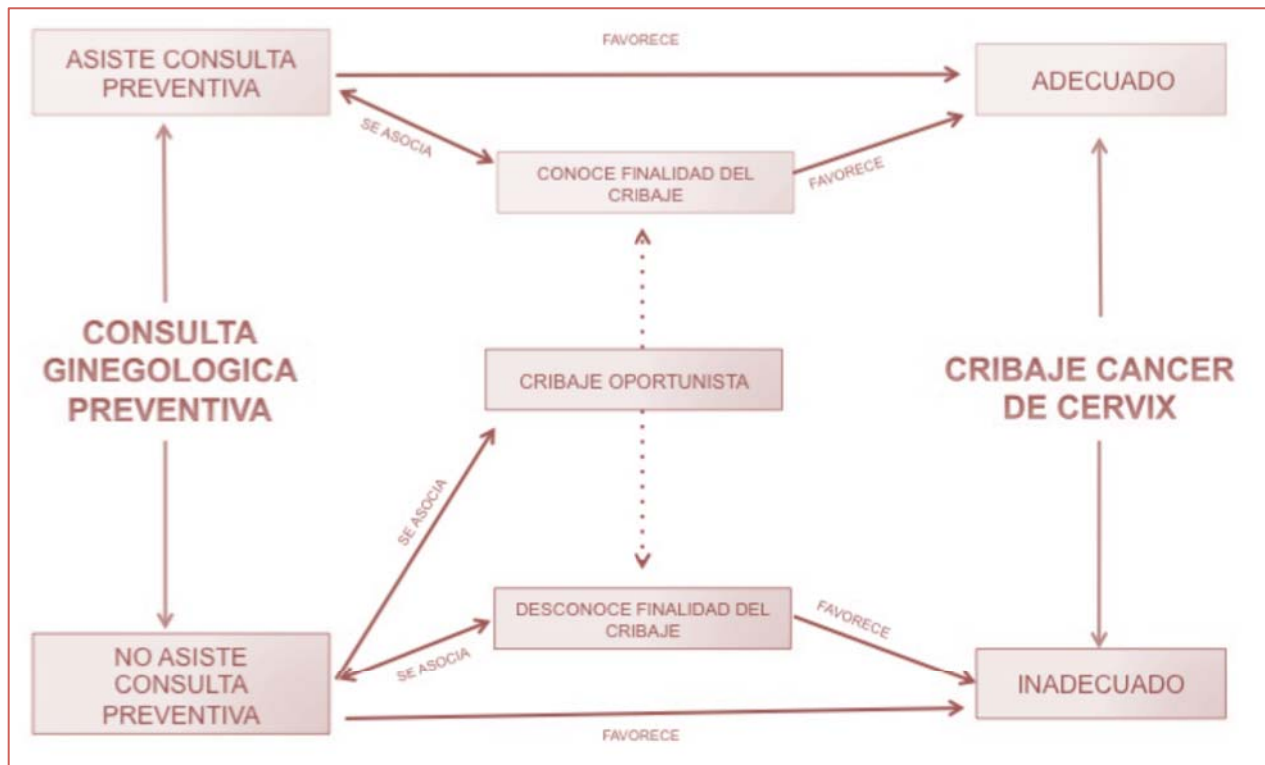 FAVORECE
ASISTE CONSULTA
PREVENTIVA
ADECUADO
SE ASOCIA
CONOCE FINALIDAD DEL
CRIBAJE
FAVORECE
CONSULTA
GINEGOLOGICA
PREVENTIVA
CRIBAJE OPORTUNISTA
CRIBAJE CANCER
DE CERVIX
SE ASOCIA
DESCONOCE FINALIDAD DEL
CRIBAJE
FAVORECE
SE ASOCIA
NO ASISTE
CONSULTA
PREVENTIVA
INADECUADO
FAVORECE